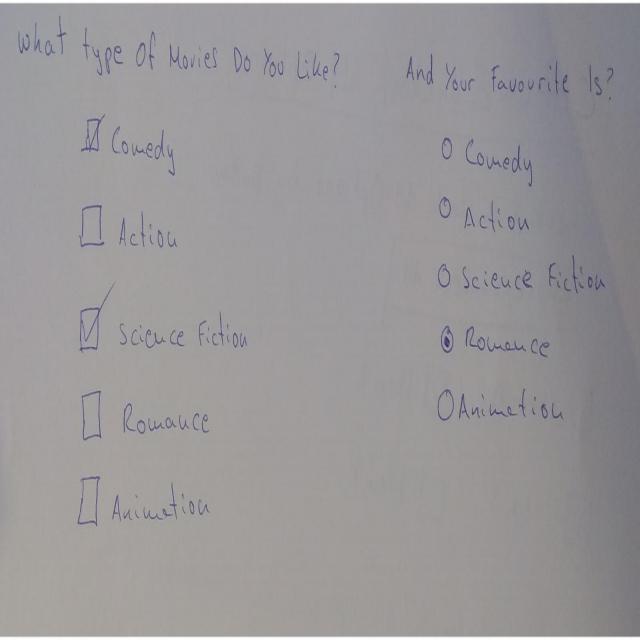 What type Of Movies Do You Like?
Comedy
Action
Science Fiction
Romance
Animation
And Your Favourite Is?
Comedy
Action
Science Fiction
Romance
Animation